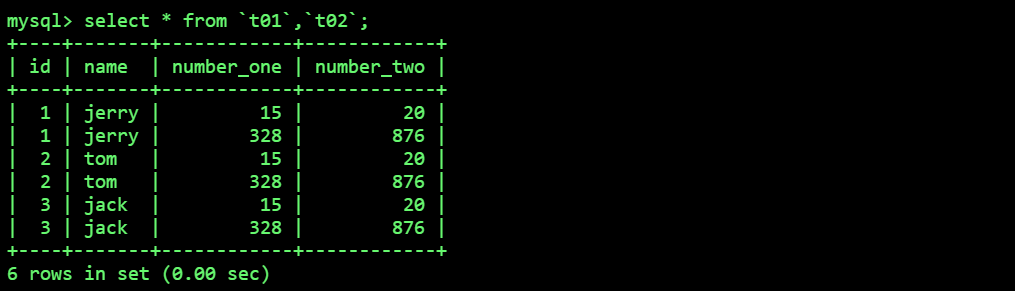 mysql> select * from `t01`,`t02`;
+----+-------+------------+------------+
| id | name  | number_one | number_two |
+----+-------+------------+------------+
|  1 | jerry |         15 |         20 |
|  1 | jerry |        328 |        876 |
|  2 | tom   |         15 |         20 |
|  2 | tom   |        328 |        876 |
|  3 | jack  |         15 |         20 |
|  3 | jack  |        328 |        876 |
+----+-------+------------+------------+
6 rows in set (0.00 sec)